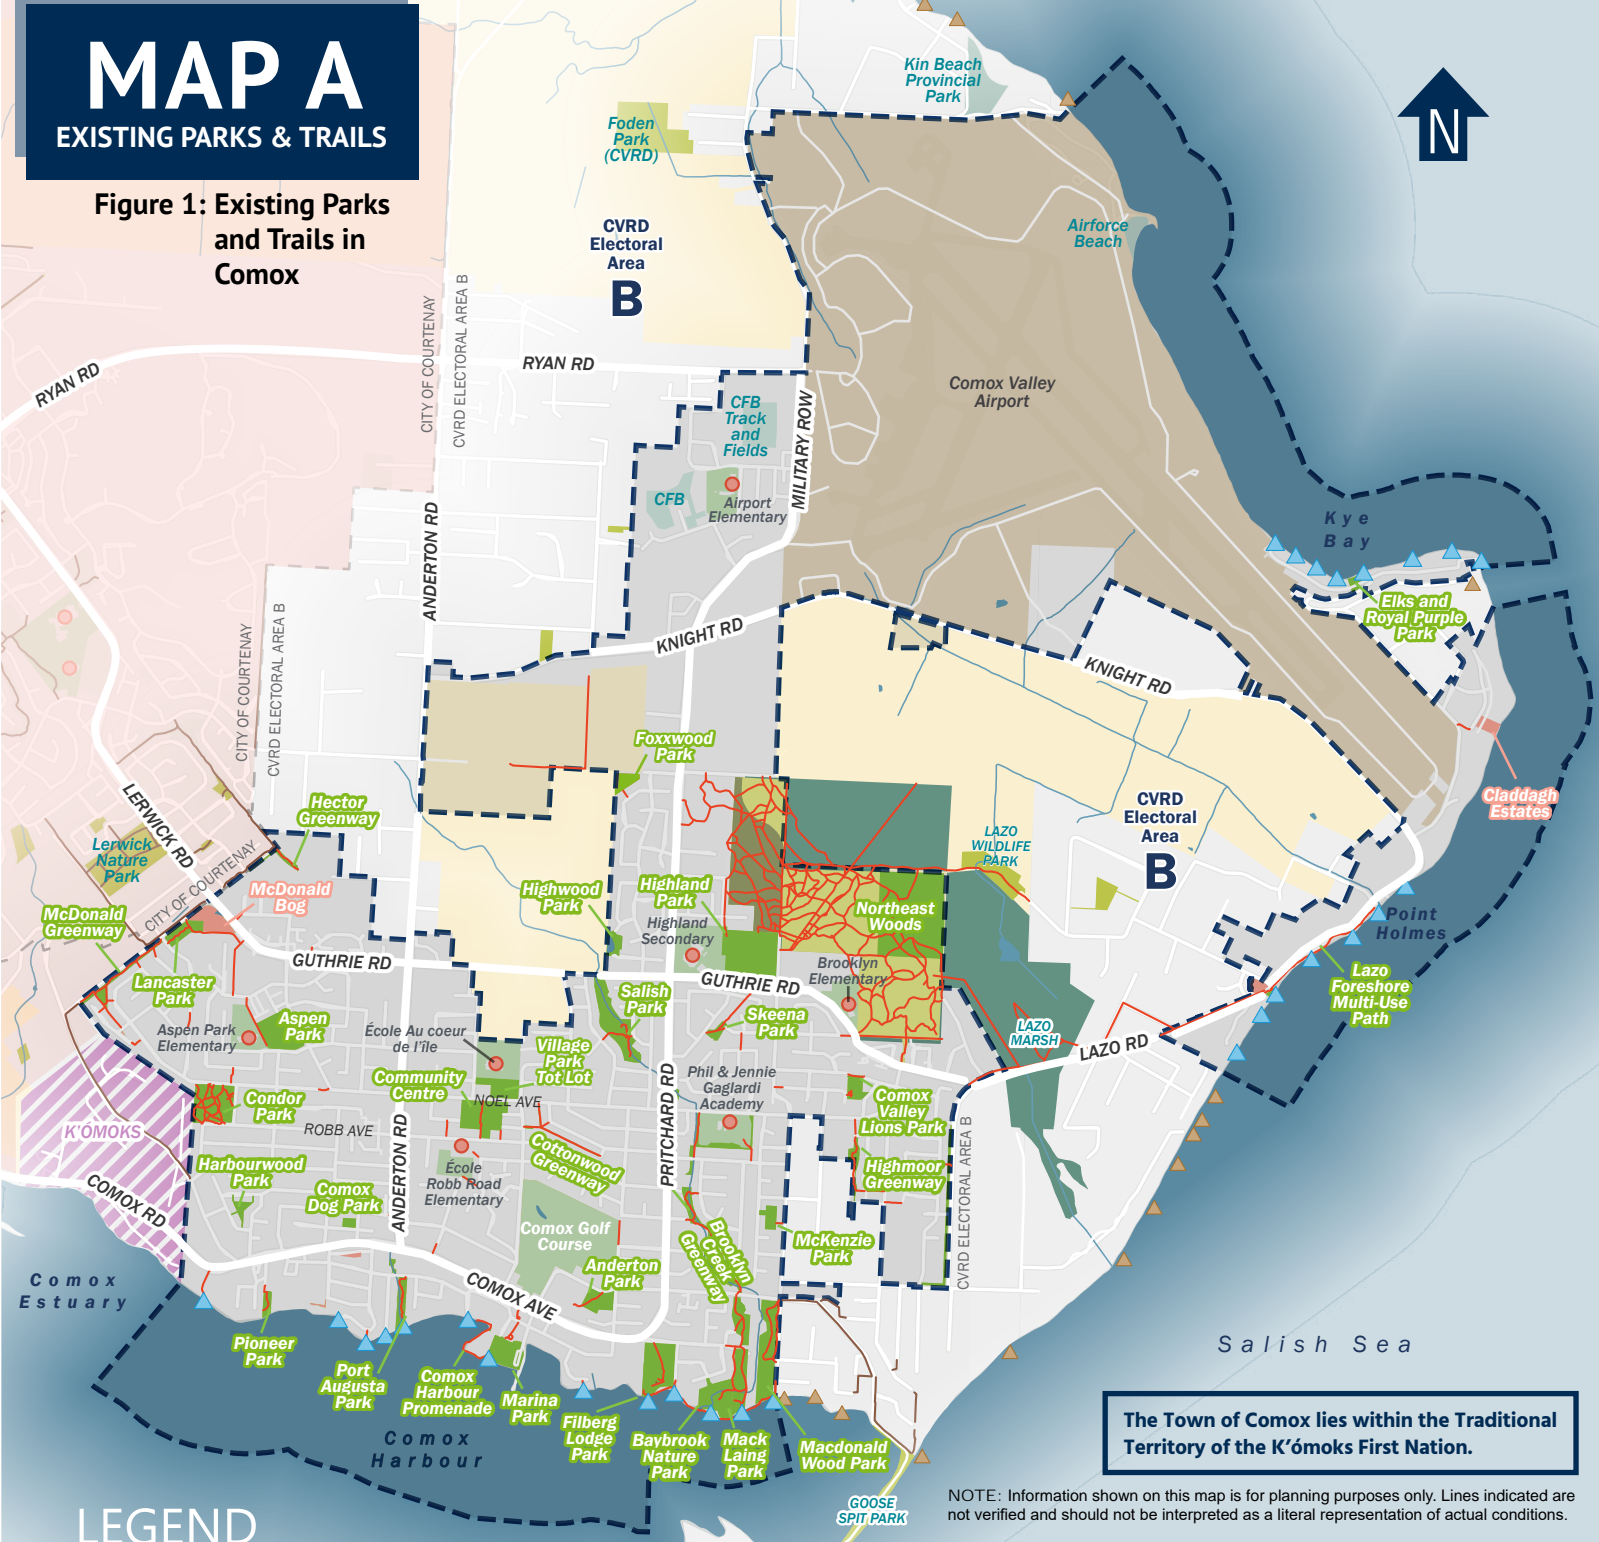 MAP A
EXISTING PARKS & TRAILS
Figure 1: Existing Parks
and Trails in
Comox
N
Kin Beach
Provincial
Park
Foden
Park
(CVRD)
CVRD
Electoral
Area
B
Airforce
Beach
CITY OF COURTENAY
CVRD ELECTORAL AREA B
RYAN RD
RYAN RD
Comox Valley
Airport
CFB
Track
and
Fields
MILITARY ROW
CFB
Airport
Elementary
ANDERTON RD
Kye
Bay
Elks and
Royal Purple
Park
KNIGHT RD
KNIGHT RD
CITY OF COURTENAY
CVRD ELECTORAL AREA B
Foxxwood
Park
Claddagh
Estates
LERWICK RD
Hector
Greenway
CVRD
Electoral
Area
B
Lerwick
Nature
Park
LAZO
WILDLIFE
PARK
CITY OF COURTENAY
McDonald
Bog
McDonald
Greenway
Highwood
Park
Highland
Park
Highland
Secondary
Northeast
Woods
Point
Holmes
GUTHRIE RD
GUTHRIE RD
Brooklyn
Elementary
Lancaster
Park
Salish
Park
Skeena
Park
Lazo
Foreshore
Multi-Use
Path
Aspen Park
Elementary
Aspen
Park
École Au coeur
de l'île
Village
Park
Tot Lot
LAZO
MARSH
LAZO RD
Community
Centre
NOEL AVE
Phil & Jennie
Gaglardi
Academy
PRITCHARD RD
Condor
Park
Comox
Valley
Lions Park
K'ÓMOKS
ROBB AVE
ANDERTON RD
Cottonwood
Greenway
Harbourwood
Park
École
Robb Road
Elementary
Highmoor
Greenway
CVRD ELECTORAL AREA B
COMOX RD
Comox
Dog Park
Comox Golf
Course
Brooklyn
Creek
Greenway
McKenzie
Park
Anderton
Park
Comox
Estuary
COMOX AVE
Pioneer
Park
Port
Augusta
Park
Comox
Harbour
Promenade
Marina
Park
Filberg
Lodge
Park
Baybrook
Nature
Park
Mack
Laing
Park
Macdonald
Wood Park
Comox
Harbour
Salish Sea
The Town of Comox lies within the Traditional
Territory of the K'ómoks First Nation.
GOOSE
SPIT PARK
NOTE: Information shown on this map is for planning purposes only. Lines indicated are
not verified and should not be interpreted as a literal representation of actual conditions.
LEGEND